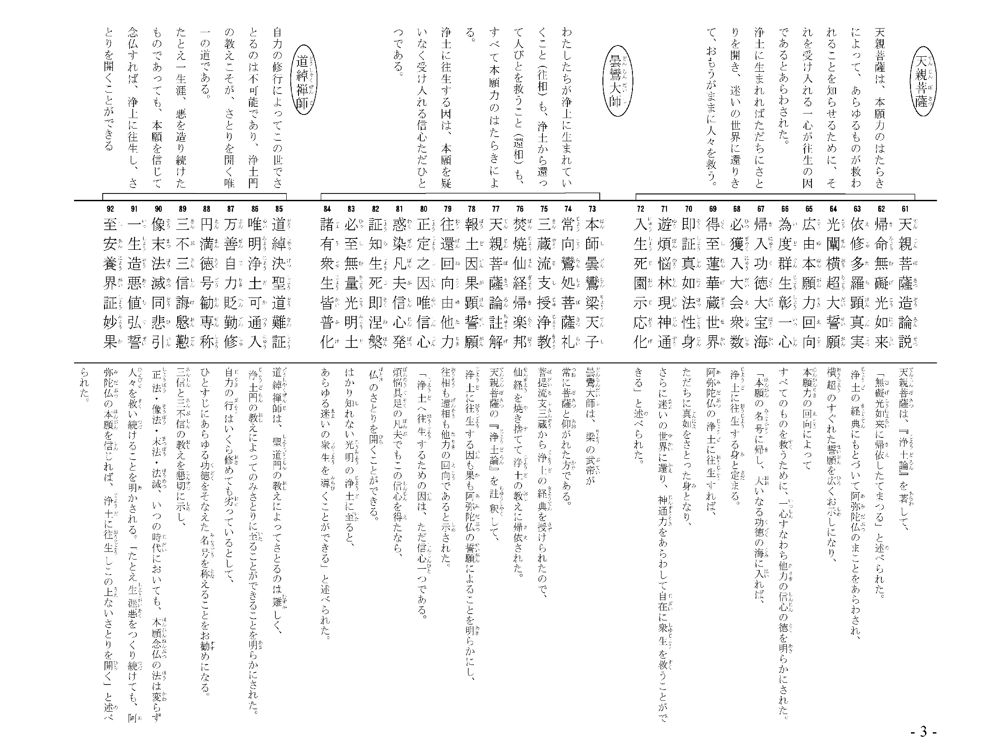 天親菩薩
天親菩薩は、本願力のはたらき
によって、あらゆるものが救わ
れることを知らせるために、そ
れを受け入れる一心が往生の因
であるとあらわされた。
浄土に生まれればただちにさと
りを開き、迷いの世界に還りき
て、おもうがままに人々を救う。
曇鸞大師
わたしたちが浄土に生まれてい
くこと(往相)も、浄土から還っ
て人びとを救うこと(還相)も、
すべて本願力のはたらきによ
る。
浄土に往生する因は、本願を疑
いなく受け入れる信心ただひと
つである。
道綽禅師
自力の修行によってこの世でさ
とるのは不可能であり、浄土門
の教えこそが、さとりを開く唯
一の道である。
たとえ一生涯、悪を造り続けた
ものであっても、本願を信じて
念仏すれば、浄土に往生し、さ
とりを開くことができる
61 天親菩薩造論説
62 帰命無礙光如来
63 依修多羅顕真実
64 光闡横超大誓願
65 広由本願力回向
66 為度群生彰一心
67 帰入功徳大宝海
68 必獲入大会衆数
69 得至蓮華蔵世界
70 即証真如法性身
71 遊煩悩林現神通
72 入生死園示応化
73 本師曇鸞梁天子
74 常向鸞処菩薩礼
75 三蔵流支授浄教
76 焚焼仙経帰楽邦
77 天親菩薩論註解
78 報土因果顕誓願
79 往還回向由他力
80 正定之因唯信心
81 惑染凡夫信心発
82 証知生死即涅槃
83 必至無量光明土
84 諸有衆生皆普化
85 道綽決聖道難証
86 唯明浄土可通入
87 万善自力貶勤修
88 円満徳号勧専称
89 三不三信誨慇懃
90 像末法滅同悲引
91 一生造悪値弘誓
92 至安養界証妙果
天親菩薩は、『浄土論』を著して、
「無礙光如来に帰依したてまつる」と述べられた。
浄土の経典にもとづいて阿弥陀仏のまことをあらわされ、
横超のすぐれた誓願を広くお示しになり、
本願力の回向によって
すべてのものを救うために、一心すなわち他力の信心の徳を明らかにされた。
「本願の名号に帰し、大いなる功徳の海に入れば、
浄土に往生する身と定まる。
阿弥陀仏の浄土に往生すれば、
ただちに真如をさとった身となり、
さらに迷いの世界に還り、神通力をあらわして自在に衆生を救うことがで
きる」と述べられた。
曇鸞大師は、梁の武帝が
常に菩薩と仰がれた方である。
菩提流支三蔵から浄土の経典を授けられたので、
仙経を焼き捨てて浄土の教えに帰依された。
天親菩薩の『浄土論』を註釈して、
浄土に往生する因も果も阿弥陀仏の誓願によることを明らかにし、
往相も還相も他力の回向であると示された。
「浄土へ往生するための因は、ただ信心一つである。
煩悩具足の凡夫でもこの信心を得たなら、
仏のさとりを開くことができる。
はかり知れない光明の浄土に至ると、
あらゆる迷いの衆生を導くことができる」と述べられた。
道綽禅師は、聖道門の教えによってさとるのは難しく、
浄土門の教えによってのみさとりに至ることができることを明らかにされた。
自力の行はいくら修めても劣っているとして、
ひとすじにあらゆる功徳をそなえた名号を称えることをお勧めになる。
三信と三不信の教えを懇切に示し、
正法・像法・末法・法滅、いつの時代においても、本願念仏の法は変らず
人々を救い続けることを明かされる。「たとえ生涯悪をつくり続けても、阿
弥陀仏の本願を信じれば、浄土に往生しこの上ないさとりを開く」と述べ
られた。
- 3 -